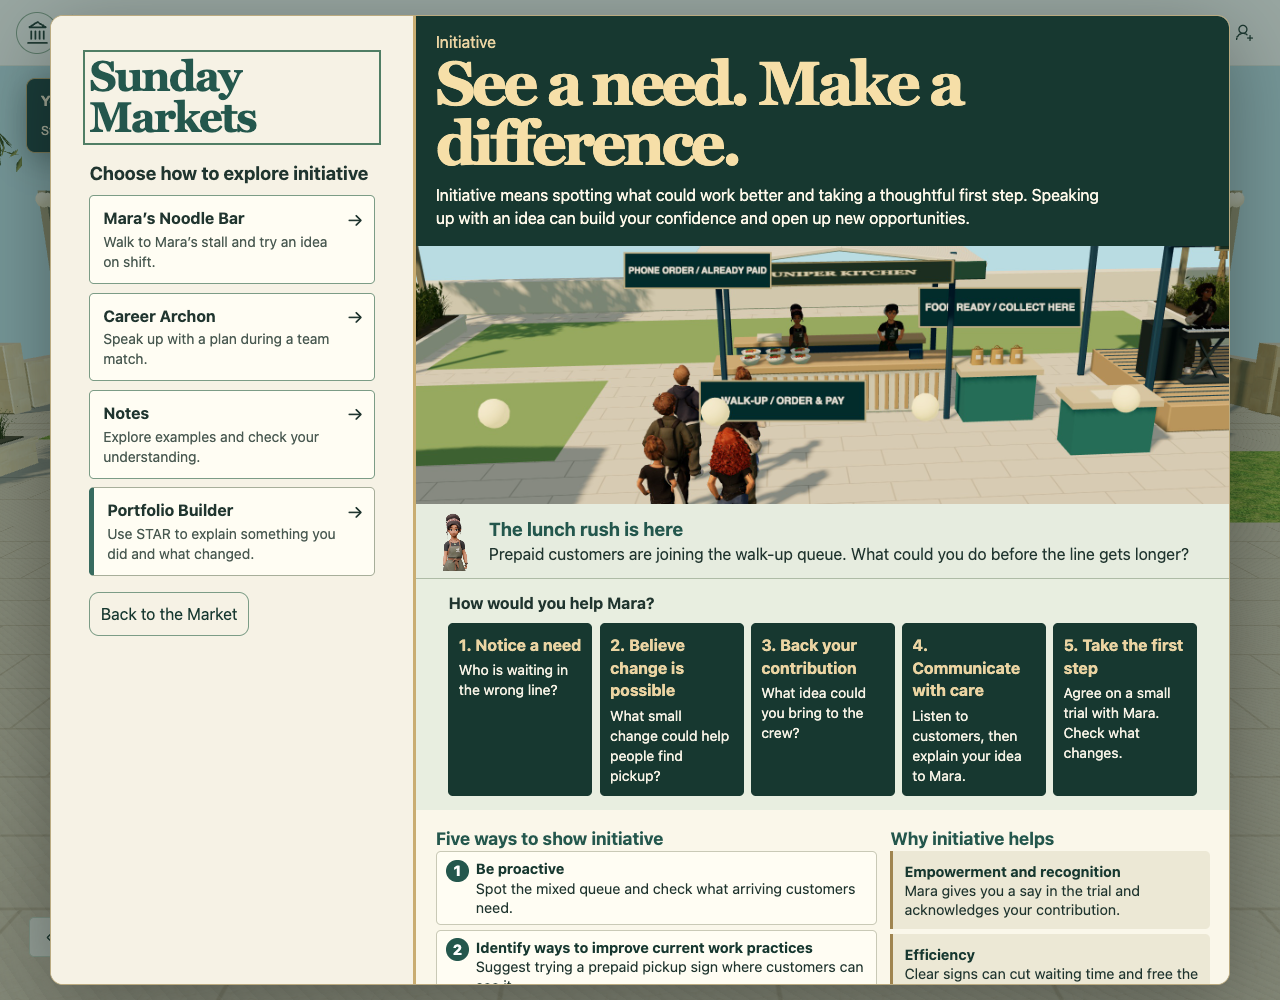 Sunday
Markets
Choose how to explore initiative
Mara’s Noodle Bar
Walk to Mara’s stall and try an idea
on shift.
Career Archon
Speak up with a plan during a team
match.
Notes
Explore examples and check your
understanding.
Portfolio Builder
Use STAR to explain something you
did and what changed.
Back to the Market
Initiative
See a need. Make a
difference.
Initiative means spotting what could work better and taking a thoughtful first step. Speaking
up with an idea can build your confidence and open up new opportunities.
PHONE ORDER / ALREADY PAID
UNIPER KITCHEN
FOOD READY / COLLECT HERE
WALK-UP / ORDER & PAY
The lunch rush is here
Prepaid customers are joining the walk-up queue. What could you do before the line gets longer?
How would you help Mara?
1. Notice a need
Who is waiting in
the wrong line?
2. Believe
change is
possible
What small
change could help
people find
pickup?
3. Back your
contribution
What idea could
you bring to the
crew?
4.
Communicate
with care
Listen to
customers, then
explain your idea
to Mara.
5. Take the first
step
Agree on a small
trial with Mara.
Check what
changes.
Five ways to show initiative
1 Be proactive
Spot the mixed queue and check what arriving customers
need.
2 Identify ways to improve current work practices
Suggest trying a prepaid pickup sign where customers can
Why initiative helps
Empowerment and recognition
Mara gives you a say in the trial and
acknowledges your contribution.
Efficiency
Clear signs can cut waiting time and free the